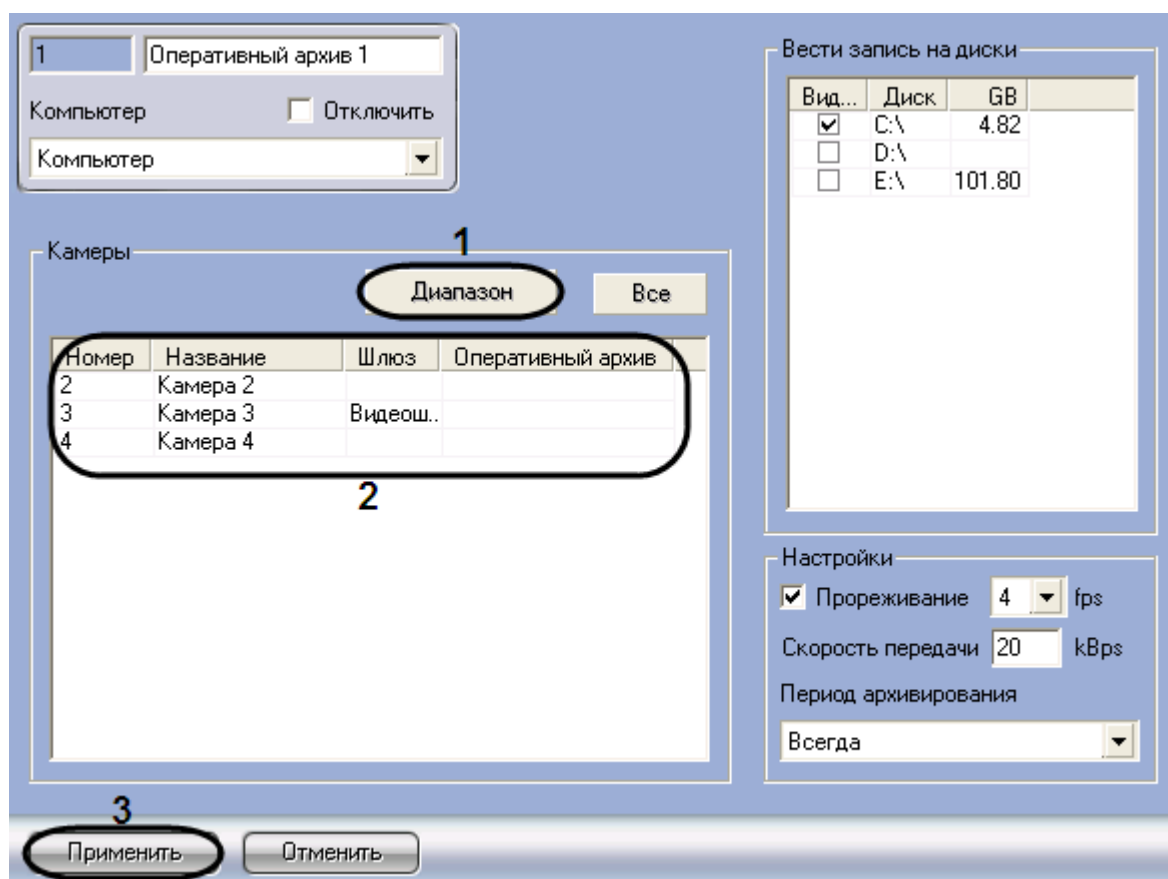 1 Оперативный архив 1
Компьютер Отключить
Компьютер
1
Камеры
Диапазон Все
Номер Название Шлюз Оперативный архив
2 Камера 2
3 Камера 3 Видеош..
4 Камера 4
2
Вести запись на диски
Вид... Диск GB
C:\ 4.82
D:\
E:\ 101.80
Настройки
Прореживание 4 fps
Скорость передачи 20 kBps
Период архивирования
Всегда
3
Применить Отменить